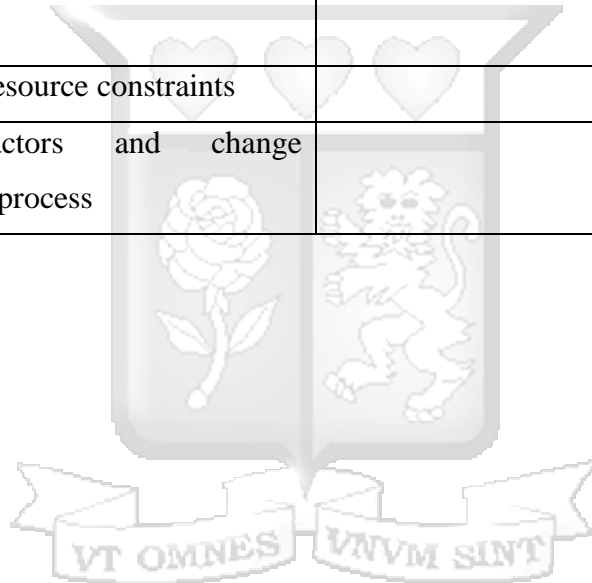 esource constraints
actors and change
process
VT OMNES VNVM SINT